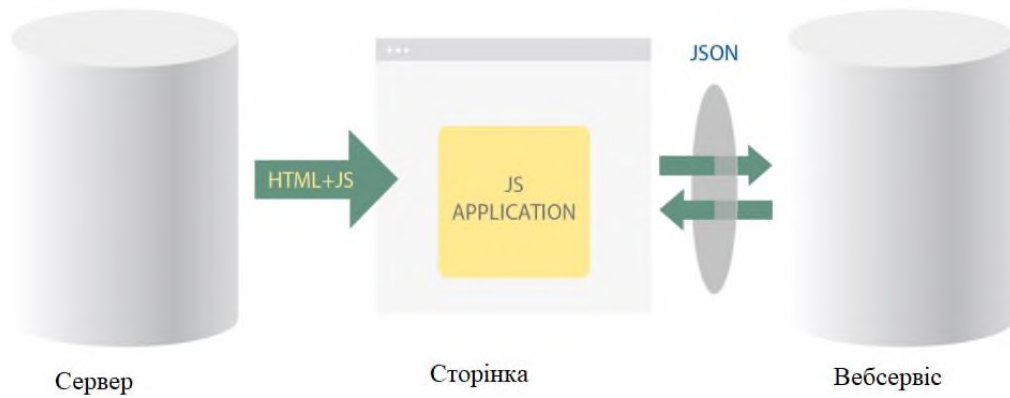 JSON
HTML+JS
JS
APPLICATION
Сервер
Сторінка
Вебсервіс